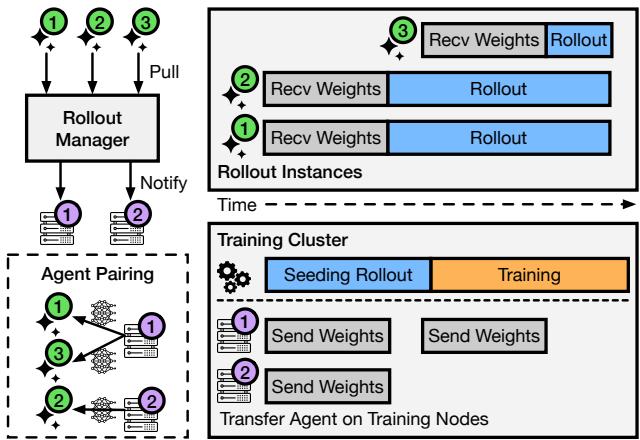 1 2 3
Pull
Rollout
Manager
Notify
1 2
Agent Pairing
1
1
3
2 2
3 Recv Weights Rollout
2 Recv Weights Rollout
1 Recv Weights Rollout
Rollout Instances
Time
Training Cluster
Seeding Rollout Training
1 Send Weights Send Weights
2 Send Weights
Transfer Agent on Training Nodes